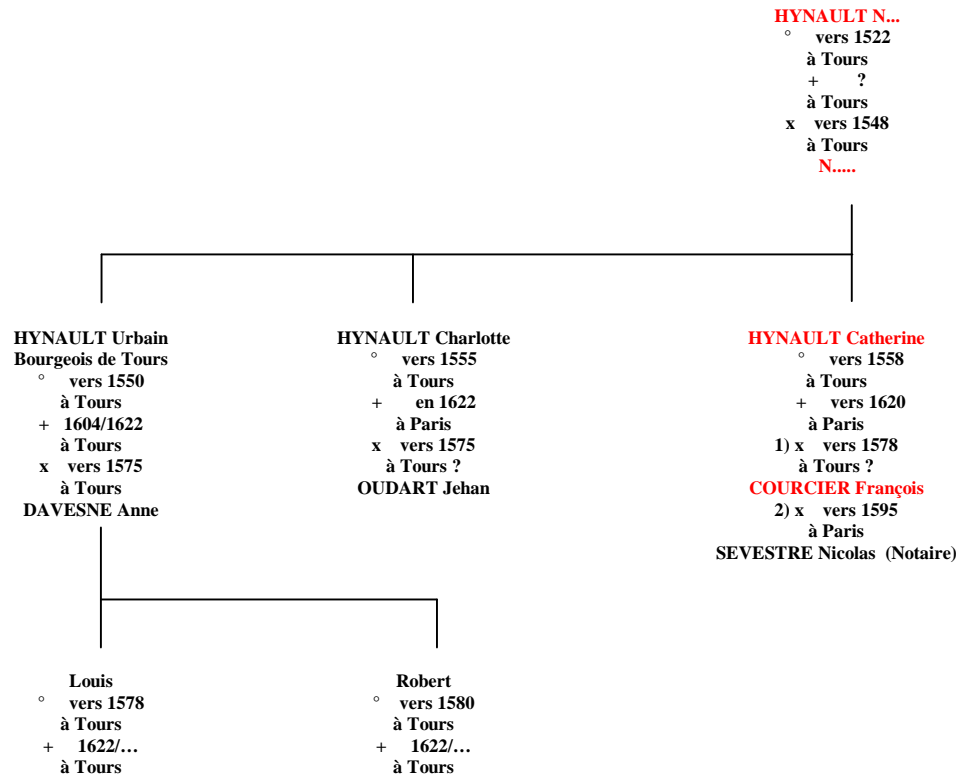 HYNAULT N...
° vers 1522
à Tours
+ ?
à Tours
x vers 1548
à Tours
N.....
HYNAULT Urbain
Bourgeois de Tours
° vers 1550
à Tours
+ 1604/1622
à Tours
x vers 1575
à Tours
DAVESNE Anne
HYNAULT Charlotte
° vers 1555
à Tours
+ en 1622
à Paris
x vers 1575
à Tours ?
OUDART Jehan
HYNAULT Catherine
° vers 1558
à Tours
+ vers 1620
à Paris
1) x vers 1578
à Tours ?
COURCIER François
2) x vers 1595
à Paris
SEVESTRE Nicolas (Notaire)
Louis
° vers 1578
à Tours
+ 1622/…
à Tours
Robert
° vers 1580
à Tours
+ 1622/…
à Tours